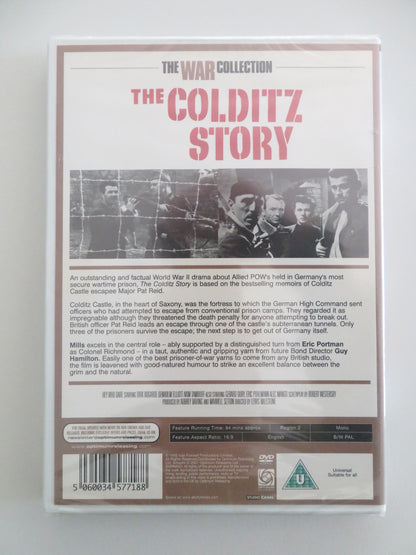 THE WAR COLLECTION
THE COLDITZ
STORY
An outstanding and factual World War II drama about Allied POW's held in Germany's most
secure wartime prison, The Colditz Story is based on the bestselling memoirs of Colditz
Castle escapee Major Pat Reid.
Colditz Castle, in the heart of Saxony, was the fortress to which the German High Command sent
officers who had attempted to escape from conventional prison camps. They regarded it as
impregnable although they threatened the death penalty for anyone attempting to break out.
British officer Pat Reid leads an escape through one of the castle's subterranean tunnels. Only
three of the prisoners survive the escape; the next step is to get out of Germany itself.
Mills excels in the central role - ably supported by a distinguished turn from Eric Portman
as Colonel Richmond - in a taut, authentic and gripping yarn from future Bond Director Guy
Hamilton. Easily one of the best prisoner-of-war yarns to come from any British studio,
the film is leavened with good-natured humour to strike an excellent balance between the
grim and the natural.
Feature Running Time: 94 mins approx
Region 2
Mono
Feature Aspect Ratio: 16:9
English
B/W PAL
www.optimumreleasing.com
5 060034 577188
DVD
VIDEO
STUDIO CANAL
U
Universal
Suitable for all